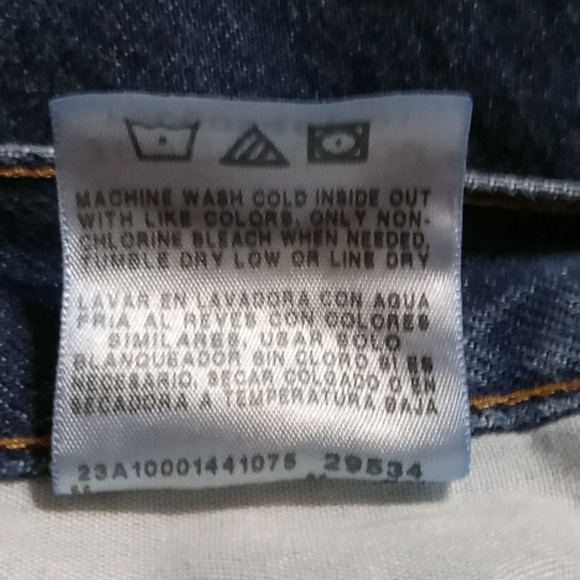 MACHINE WASH COLD INSIDE OUT
WITH LIKE COLORS, ONLY NON-
CHLORINE BLEACH WHEN NEEDED,
TUMBLE DRY LOW OR LINE DRY
LAVAR EN LAVADORA CON AGUA
FRIA AL REVES CON COLORES
SIMILARES, USAR SOLO
BLANQUEADOR SIN CLORO SI ES
NECESARIO. SECAR COLGADO O EN
SECADORA A TEMPERATURA BAJA
23A10001441075 29534